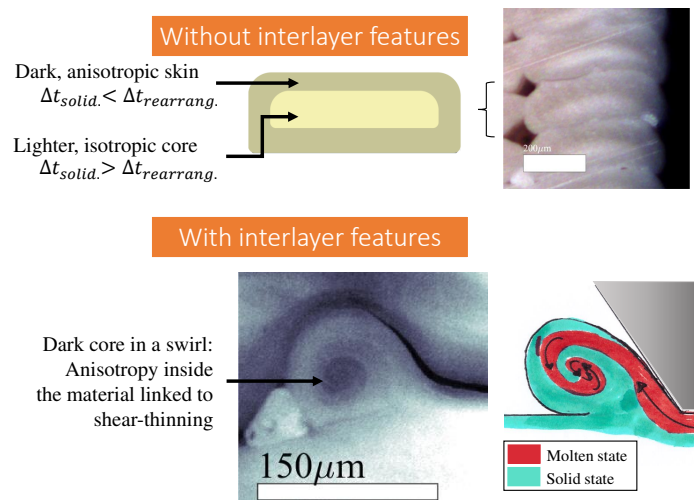 Without interlayer features
Dark, anisotropic skin
Δt_solid. < Δt_rearrang.
Lighter, isotropic core
Δt_solid. > Δt_rearrang.
200μm
With interlayer features
Dark core in a swirl:
Anisotropy inside
the material linked to
shear-thinning
150μm
Molten state
Solid state